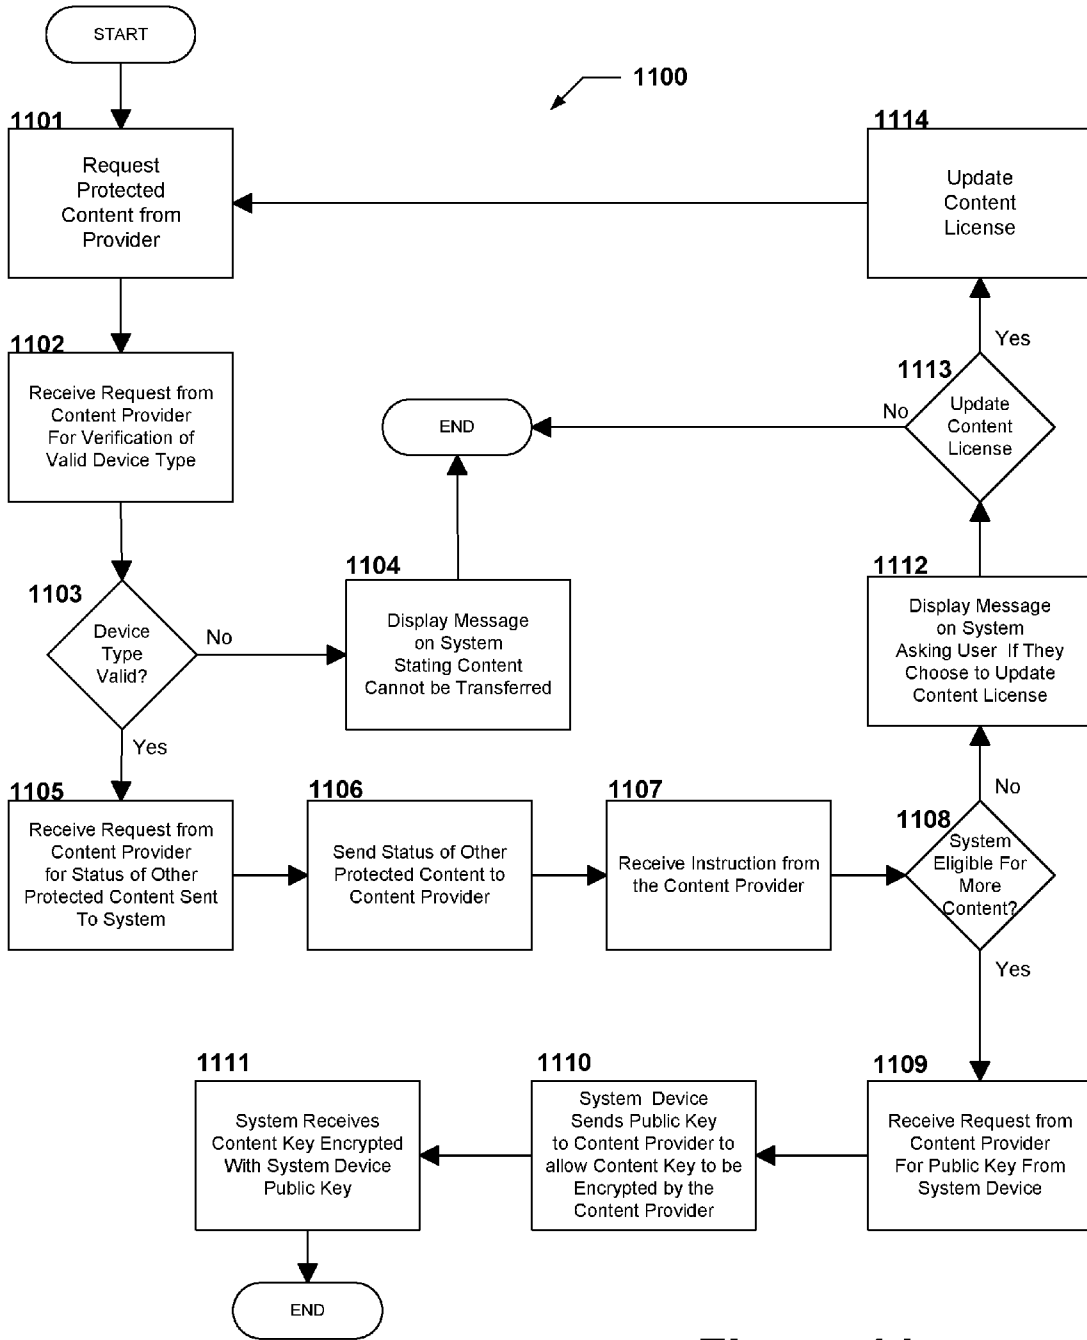 START
1100
1101
Request
Protected
Content from
Provider
1114
Update
Content
License
1102
Receive Request from
Content Provider
For Verification of
Valid Device Type
Yes
1113
Update
Content
License
No
END
1103
Device
Type
Valid?
No
1104
Display Message
on System
Stating Content
Cannot be Transferred
1112
Display Message
on System
Asking User If They
Choose to Update
Content License
Yes
1105
Receive Request from
Content Provider
for Status of Other
Protected Content Sent
To System
1106
Send Status of Other
Protected Content to
Content Provider
1107
Receive Instruction from
the Content Provider
No
1108
System
Eligible For
More
Content?
Yes
1109
Receive Request from
Content Provider
For Public Key From
System Device
1110
System Device
Sends Public Key
to Content Provider to
allow Content Key to be
Encrypted by the
Content Provider
1111
System Receives
Content Key Encrypted
With System Device
Public Key
END